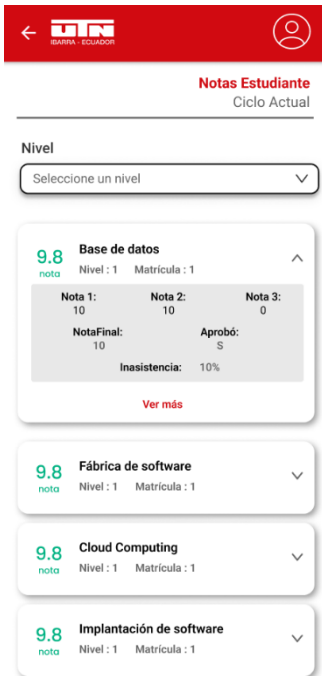 UTN
IBARRA - ECUADOR
Notas Estudiante
Ciclo Actual
Nivel
Seleccione un nivel
9.8 Base de datos
nota Nivel : 1 Matrícula : 1
Nota 1: Nota 2: Nota 3:
10 10 0
NotaFinal: Aprobó:
10 S
Inasistencia: 10%
Ver más
9.8 Fábrica de software
nota Nivel : 1 Matrícula : 1
9.8 Cloud Computing
nota Nivel : 1 Matrícula : 1
9.8 Implantación de software
nota Nivel : 1 Matrícula : 1